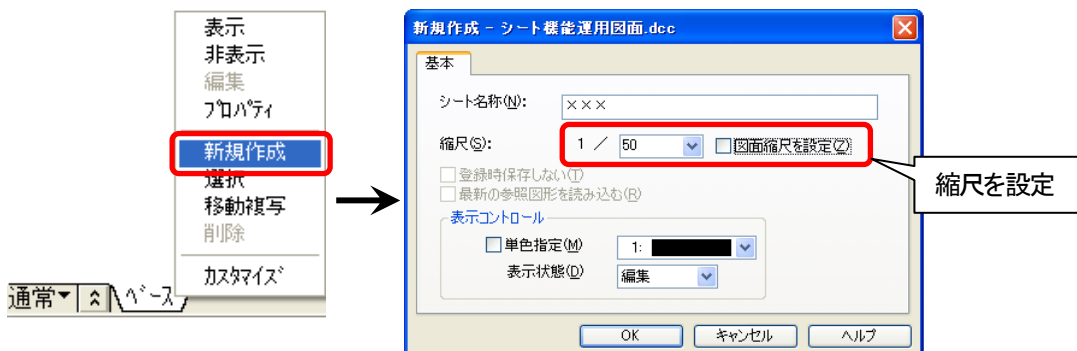 表示
非表示
編集
ﾌﾟﾛﾊﾟﾃｨ
新規作成
選択
移動複写
削除
ｶｽﾀﾏｲｽﾞ
通常▼
ﾍﾞｰｽ
新規作成 - シート機能運用図面.dcc
基本
シート名称(N): ×××
縮尺(S): 1 ／ 50 図面縮尺を設定(Z)
登録時保存しない(T)
最新の参照図形を読み込む(R)
表示コントロール
単色指定(M) 1:
表示状態(D) 編集
OK キャンセル ヘルプ
縮尺を設定